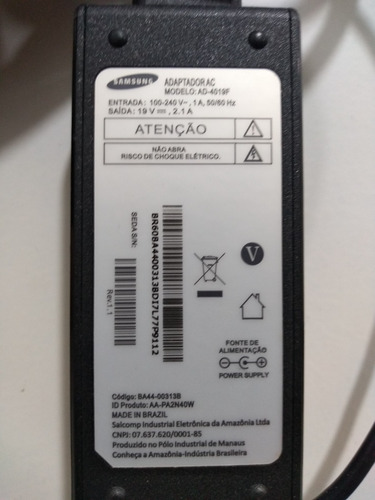 SAMSUNG
ADAPTADOR AC
MODELO: AD-4019F
ENTRADA: 100-240 V~, 1 A, 50/60 Hz
SAÍDA: 19 V⎓, 2.1 A
ATENÇÃO
NÃO ABRA
RISCO DE CHOQUE ELÉTRICO.
SEDA S/N:
BR60BA4400313BDI7L77P9112
Rev.1.1
V
FONTE DE
ALIMENTAÇÃO
POWER SUPPLY
Código: BA44-00313B
ID Produto: AA-PA2N40W
MADE IN BRAZIL
Salcomp Industrial Eletrônica da Amazônia Ltda
CNPJ: 07.637.620/0001-85
Produzido no Pólo Industrial de Manaus
Conheça a Amazônia-Indústria Brasileira